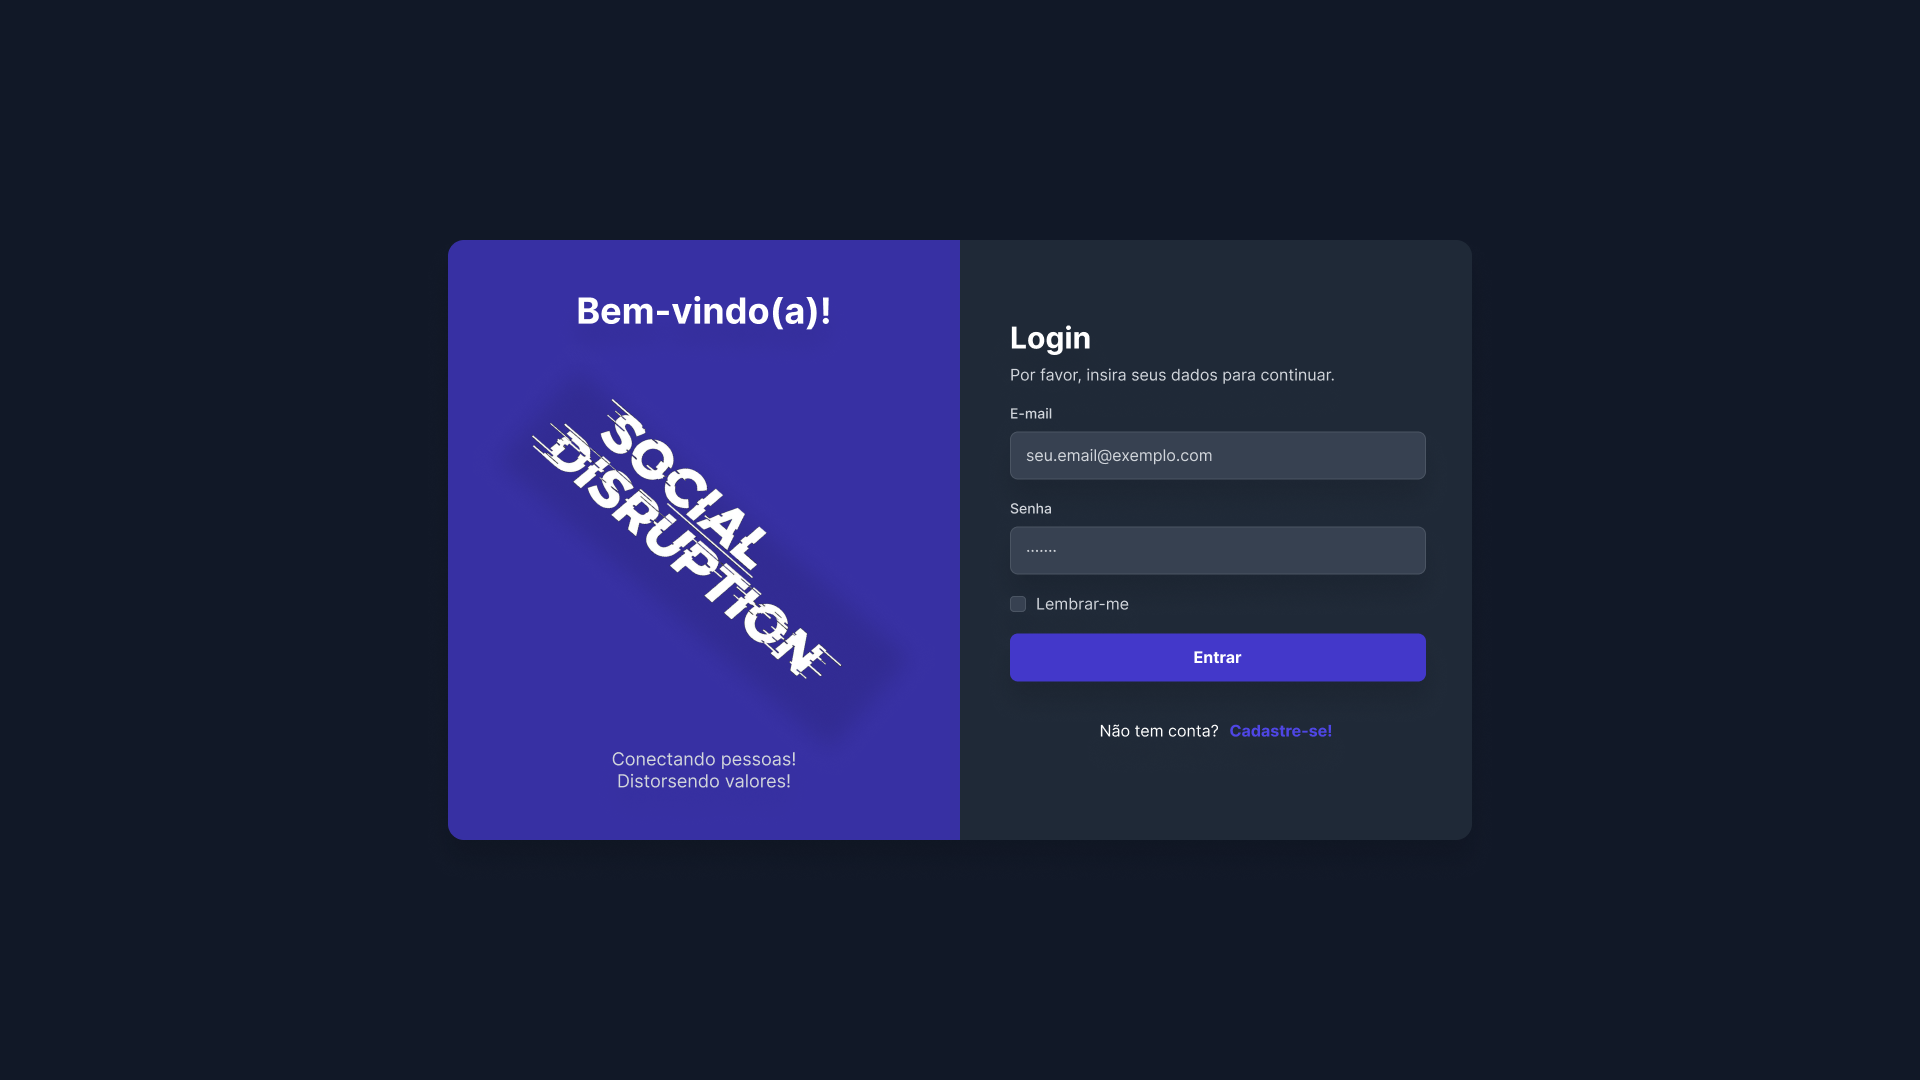 Bem-vindo(a)!
SOCIAL
DISRUPTION
Conectando pessoas!
Distorsendo valores!
Login
Por favor, insira seus dados para continuar.
E-mail
seu.email@exemplo.com
Senha
.......
Lembrar-me
Entrar
Não tem conta? Cadastre-se!